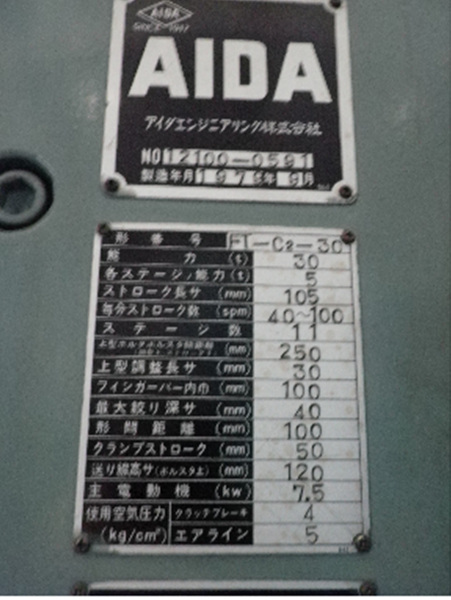 AIDA
SINCE-1917
AIDA
アイダエンジニアリング株式会社
NO 12100-0591
製造年月 1979年 9月
形番号 FT-C2-30
能力(t) 30
各ステージノ能力(t) 5
ストローク長サ(mm) 105
毎分ストローク数(spm) 40~100
ステージ数 11
(mm) 250
上型調整長サ(mm) 30
フィンガーバー内巾(mm) 100
最大絞り深サ(mm) 40
形間距離(mm) 100
クランプストローク(mm) 50
送り線高サ(ボルスタ上)(mm) 120
主電動機(kw) 7.5
使用空気圧力 クラッチブレーキ 4
(kg/cm²) エアライン 5